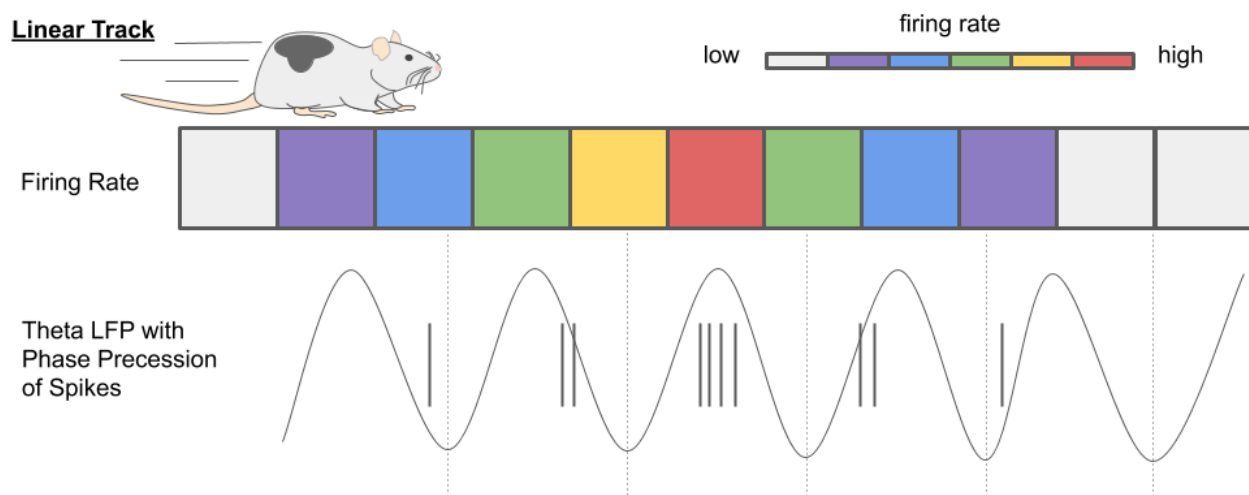 Linear Track
firing rate
low
high
Firing Rate
Theta LFP with
Phase Precession
of Spikes